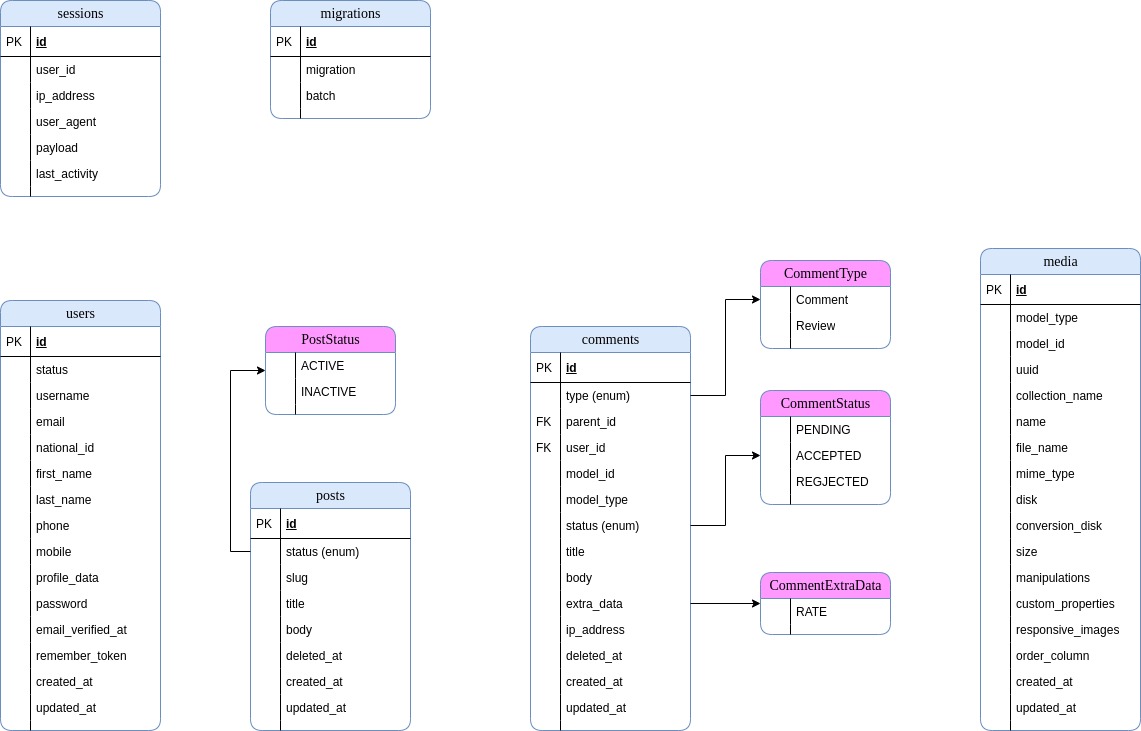 sessions
PK id
user_id
ip_address
user_agent
payload
last_activity
migrations
PK id
migration
batch
users
PK id
status
username
email
national_id
first_name
last_name
phone
mobile
profile_data
password
email_verified_at
remember_token
created_at
updated_at
PostStatus
ACTIVE
INACTIVE
posts
PK id
status (enum)
slug
title
body
deleted_at
created_at
updated_at
comments
PK id
type (enum)
FK parent_id
FK user_id
model_id
model_type
status (enum)
title
body
extra_data
ip_address
deleted_at
created_at
updated_at
CommentType
Comment
Review
CommentStatus
PENDING
ACCEPTED
REGJECTED
CommentExtraData
RATE
media
PK id
model_type
model_id
uuid
collection_name
name
file_name
mime_type
disk
conversion_disk
size
manipulations
custom_properties
responsive_images
order_column
created_at
updated_at